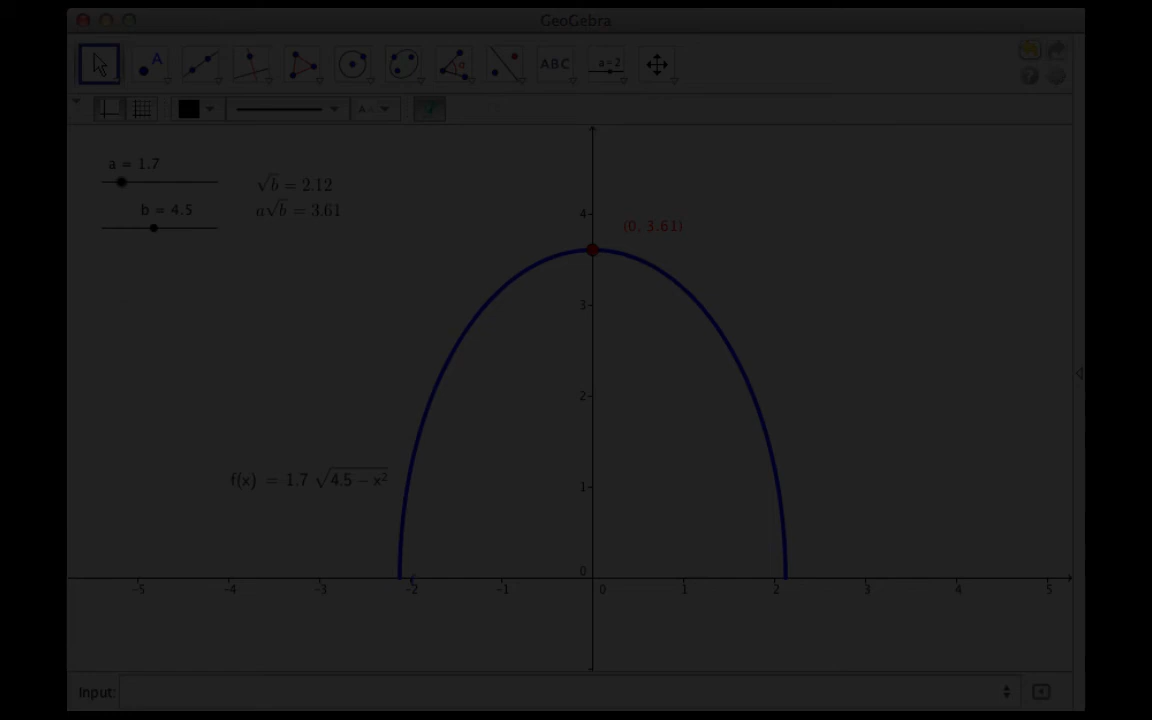 GeoGebra
A
α
ABC
a=2
A
a = 1.7
√b = 2.12
b = 4.5
a√b = 3.61
4
(0, 3.61)
3
2
f(x) = 1.7 √4.5 − x²
1
0
-5 -4 -3 -2 -1 0 1 2 3 4 5
Input: